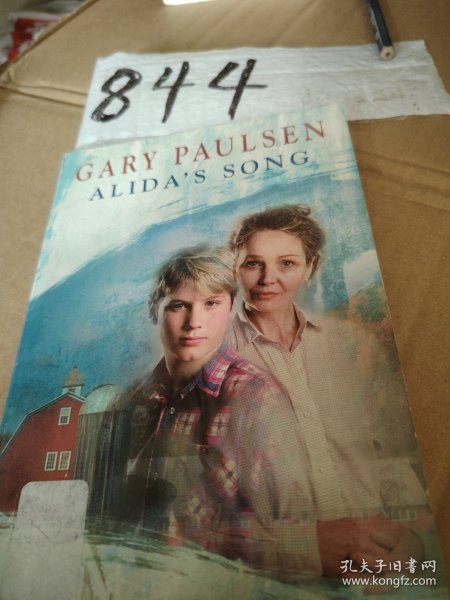 844
GARY PAULSEN
ALIDA'S SONG
孔夫子旧书网
www.kongfz.com